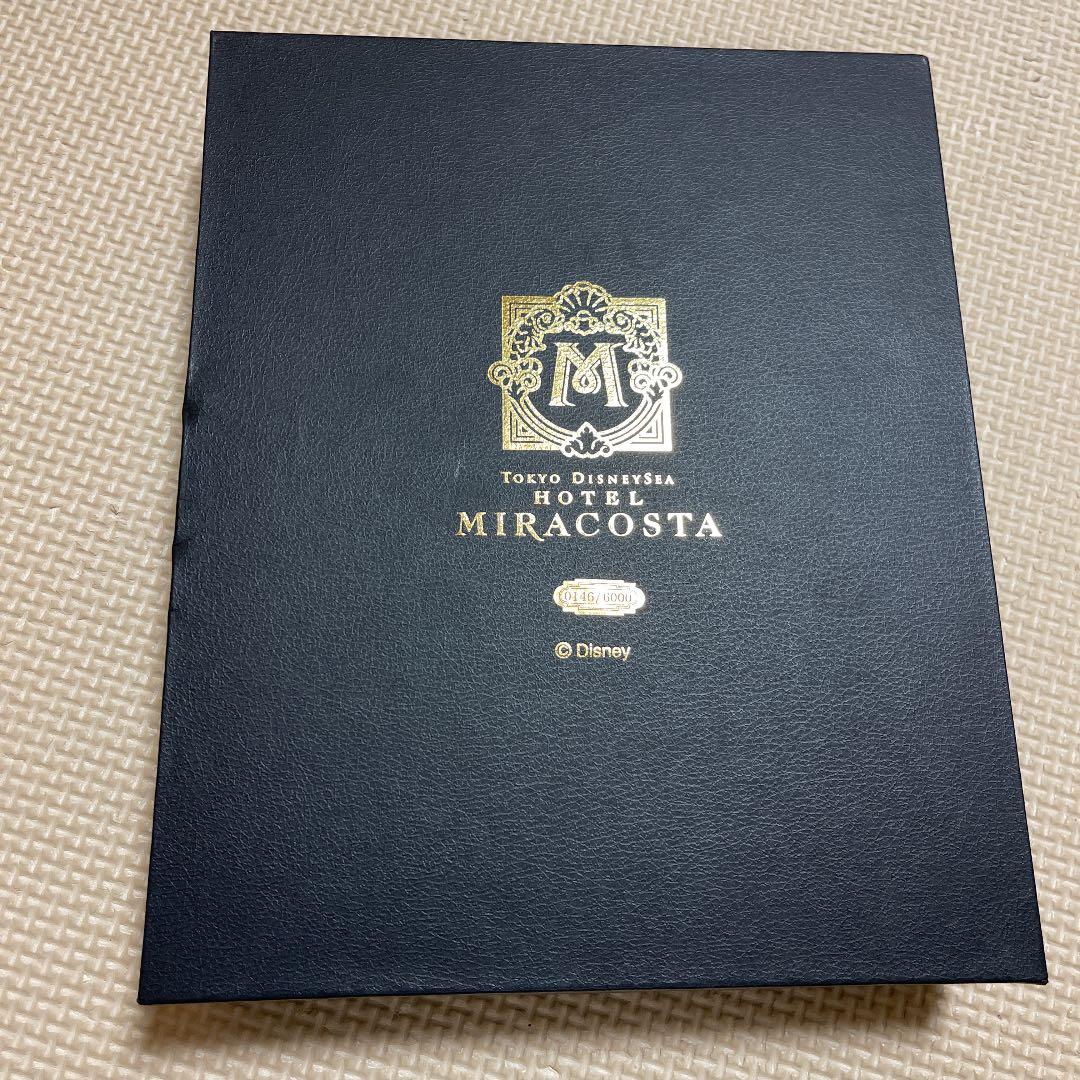 M
TOKYO DISNEYSEA
HOTEL
MIRACOSTA
0146/6000
© Disney